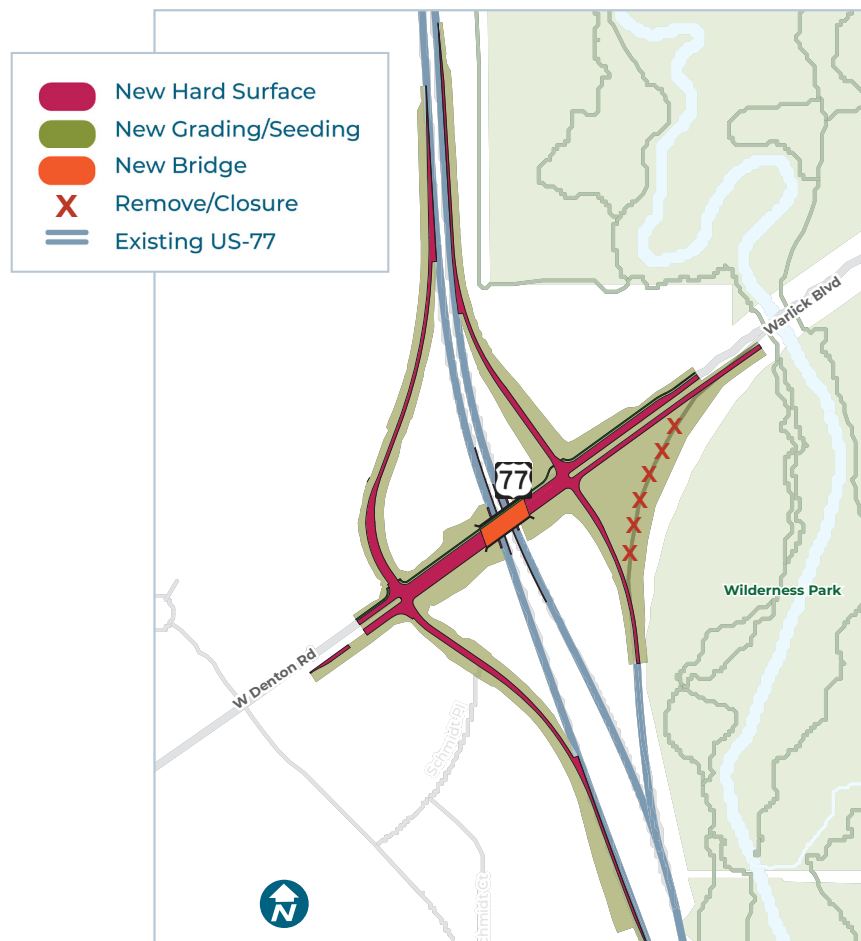 New Hard Surface
New Grading/Seeding
New Bridge
X Remove/Closure
Existing US-77
Warlick Blvd
77
X
X
X
X
X
X
Wilderness Park
W Denton Rd
Schmidt Pl
hmidt Ct
N